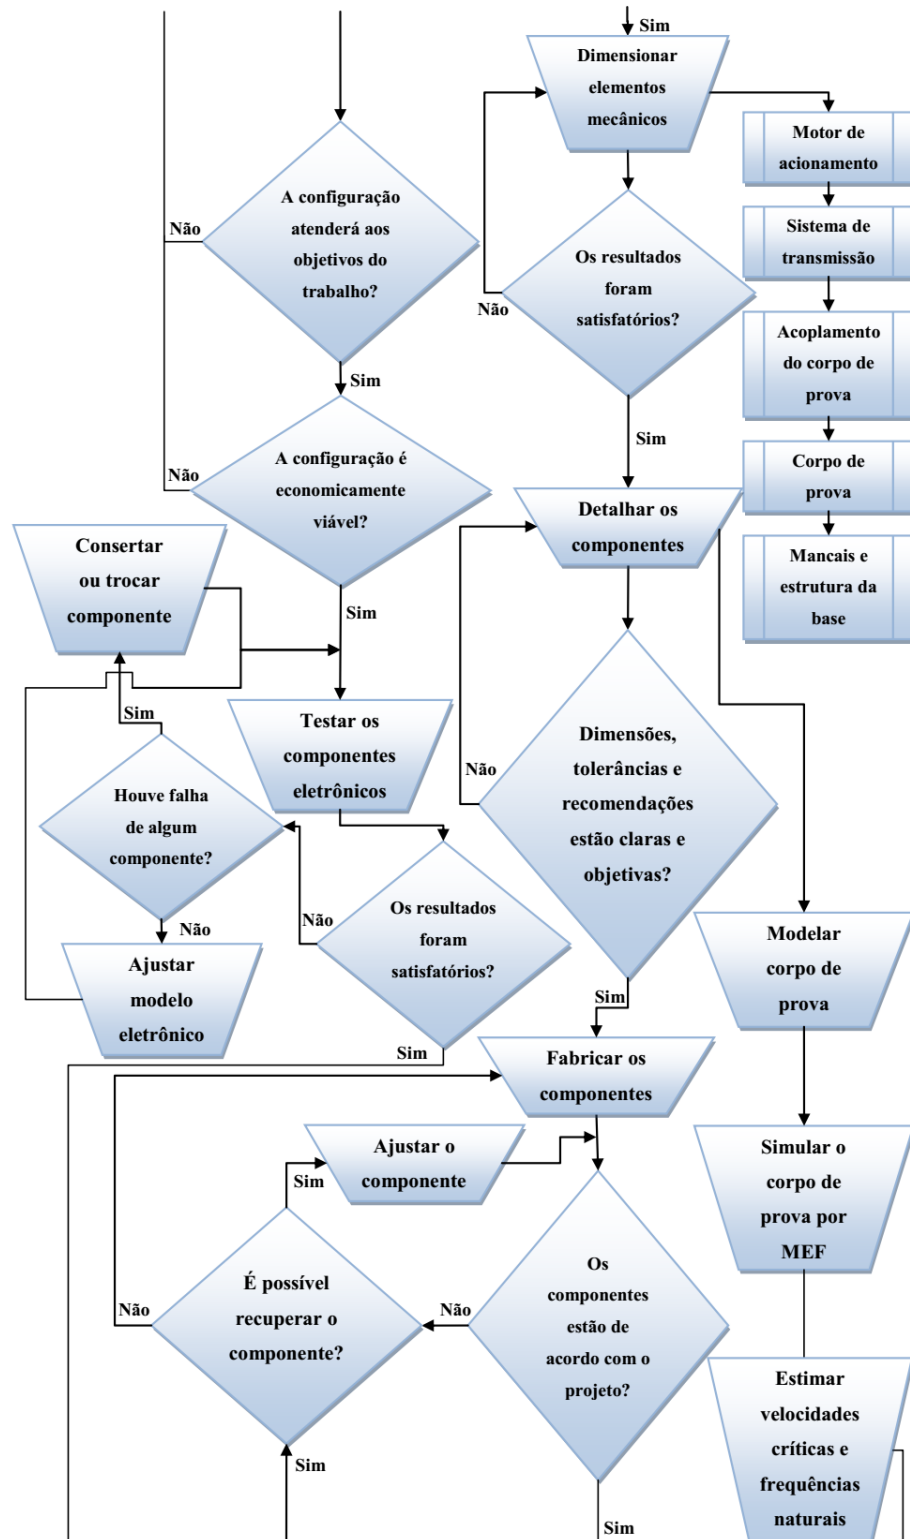 Sim
Dimensionar
elementos
mecânicos
Motor de
acionamento
A configuração
atenderá aos
objetivos do
trabalho?
Não
Sistema de
transmissão
Os resultados
foram
satisfatórios?
Não
Acoplamento
do corpo de
prova
Sim
Sim
A configuração é
economicamente
viável?
Não
Corpo de
prova
Detalhar os
componentes
Consertar
ou trocar
componente
Mancais e
estrutura da
base
Sim
Sim
Testar os
componentes
eletrônicos
Dimensões,
tolerâncias e
recomendações
estão claras e
objetivas?
Não
Houve falha
de algum
componente?
Os resultados
foram
satisfatórios?
Não
Não
Modelar
corpo de
prova
Ajustar
modelo
eletrônico
Sim
Sim
Fabricar os
componentes
Ajustar o
componente
Sim
Simular o
corpo de
prova por
MEF
É possível
recuperar o
componente?
Não
Não
Os
componentes
estão de
acordo com o
projeto?
Estimar
velocidades
críticas e
frequências
naturais
Sim
Sim